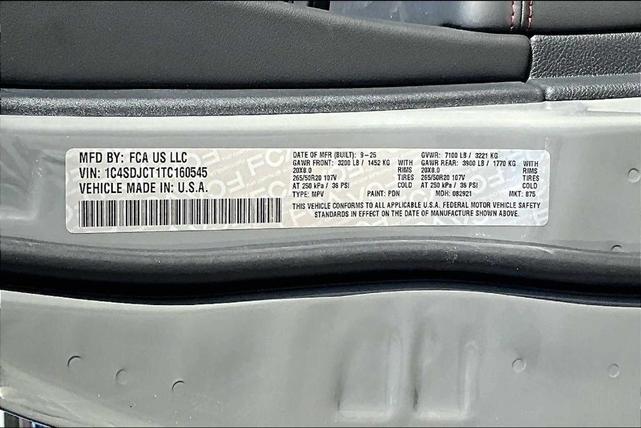 MFD BY: FCA US LLC
VIN: 1C4SDJCT1TC160545
VEHICLE MADE IN U.S.A.
DATE OF MFR (BUILT): 9-25 GVWR: 7100 LB / 3221 KG
GAWR FRONT: 3200 LB / 1452 KG GAWR REAR: 3900 LB / 1770 KG
20X8.0 RIMS 20X8.0 RIMS
265/50R20 107V TIRES 265/50R20 107V TIRES
AT 250 kPa / 36 PSI AT 250 kPa / 36 PSI
TYPE: MPV PAINT: PDN MDH: 082921 MKT: 875
THIS VEHICLE CONFORMS TO ALL APPLICABLE U.S.A. FEDERAL MOTOR VEHICLE SAFETY
STANDARDS IN EFFECT ON THE DATE OF MANUFACTURE SHOWN ABOVE.